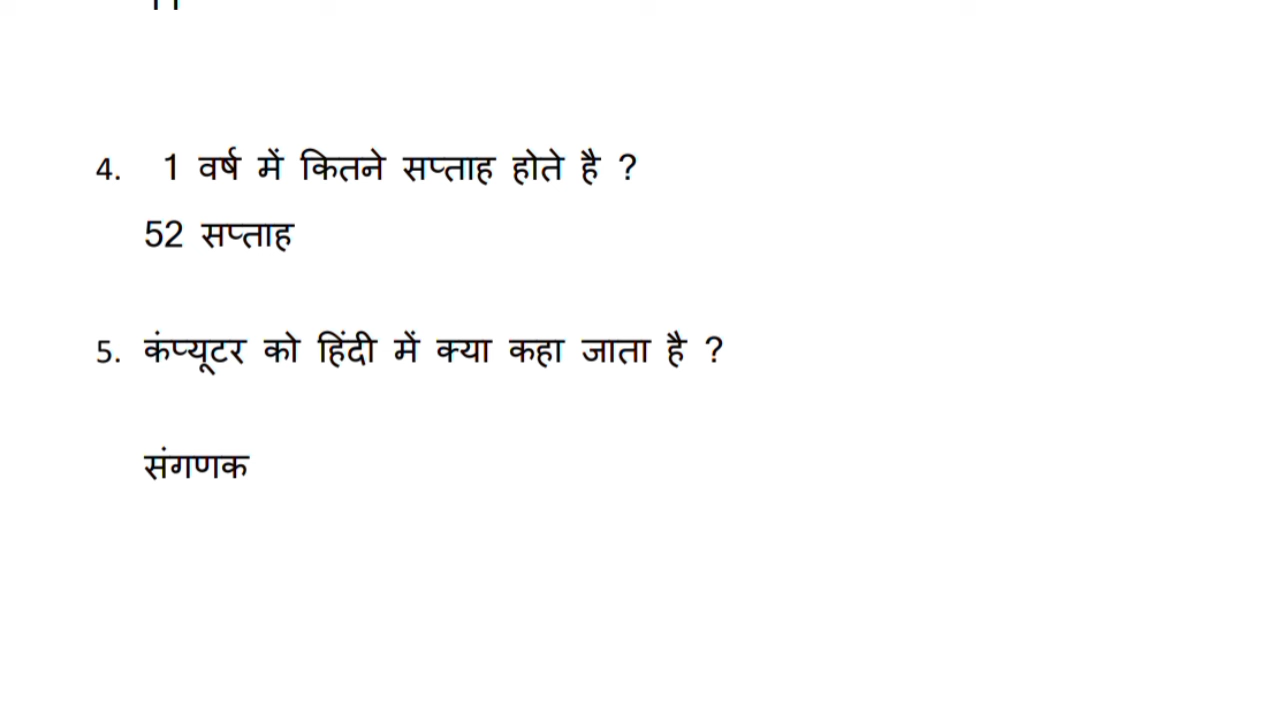 4. 1 वर्ष में कितने सप्ताह होते है ?
52 सप्ताह
5. कंप्यूटर को हिंदी में क्या कहा जाता है ?
संगणक